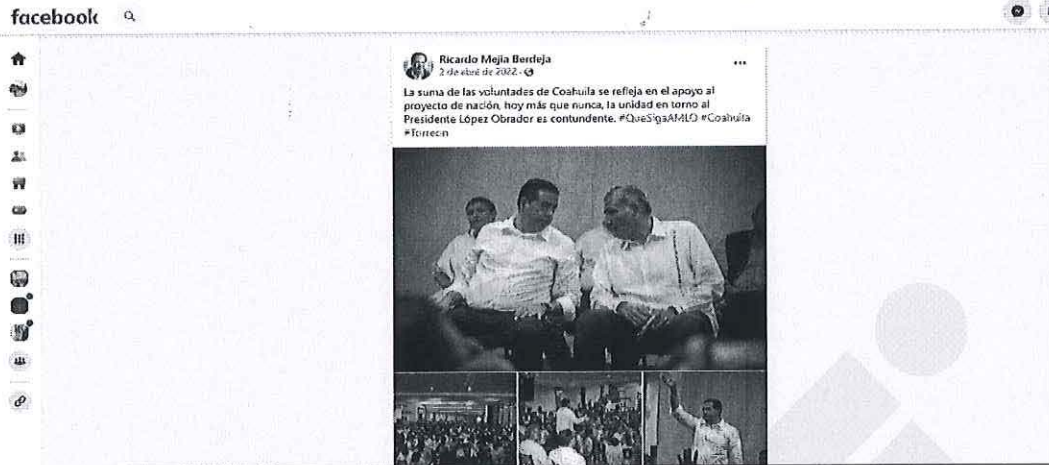 facebook
Ricardo Mejía Berdeja
2 de abril de 2022
La suma de las voluntades de Coahuila se refleja en el apoyo al
proyecto de nación, hoy más que nunca, la unidad en torno al
Presidente López Obrador es contundente. #QueSigaAMLO #Coahuila
#Torreón